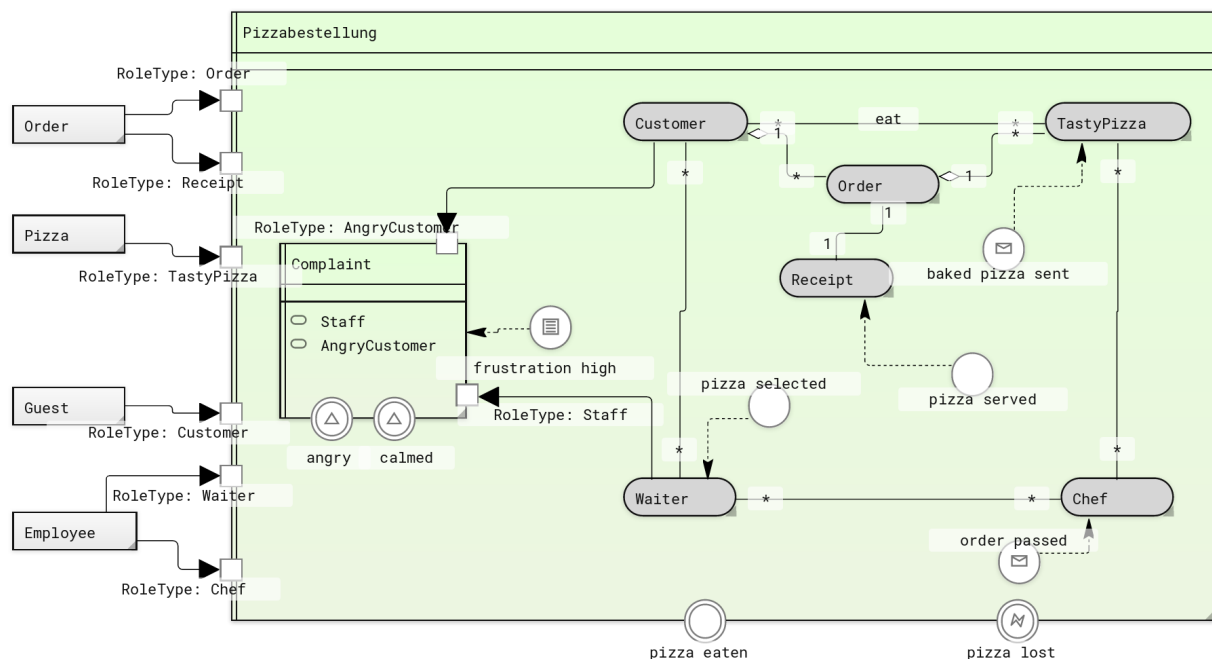 Pizzabestellung
RoleType: Order
Order
RoleType: Receipt
Pizza
RoleType: TastyPizza
Guest
RoleType: Customer
RoleType: Waiter
Employee
RoleType: Chef
RoleType: AngryCustomer
Complaint
Staff
AngryCustomer
angry
calmed
frustration high
RoleType: Staff
Customer
*
eat
*
TastyPizza
1
*
*
Order
1
*
*
1
1
Receipt
baked pizza sent
pizza selected
pizza served
*
*
Waiter
*
*
Chef
order passed
pizza eaten
pizza lost